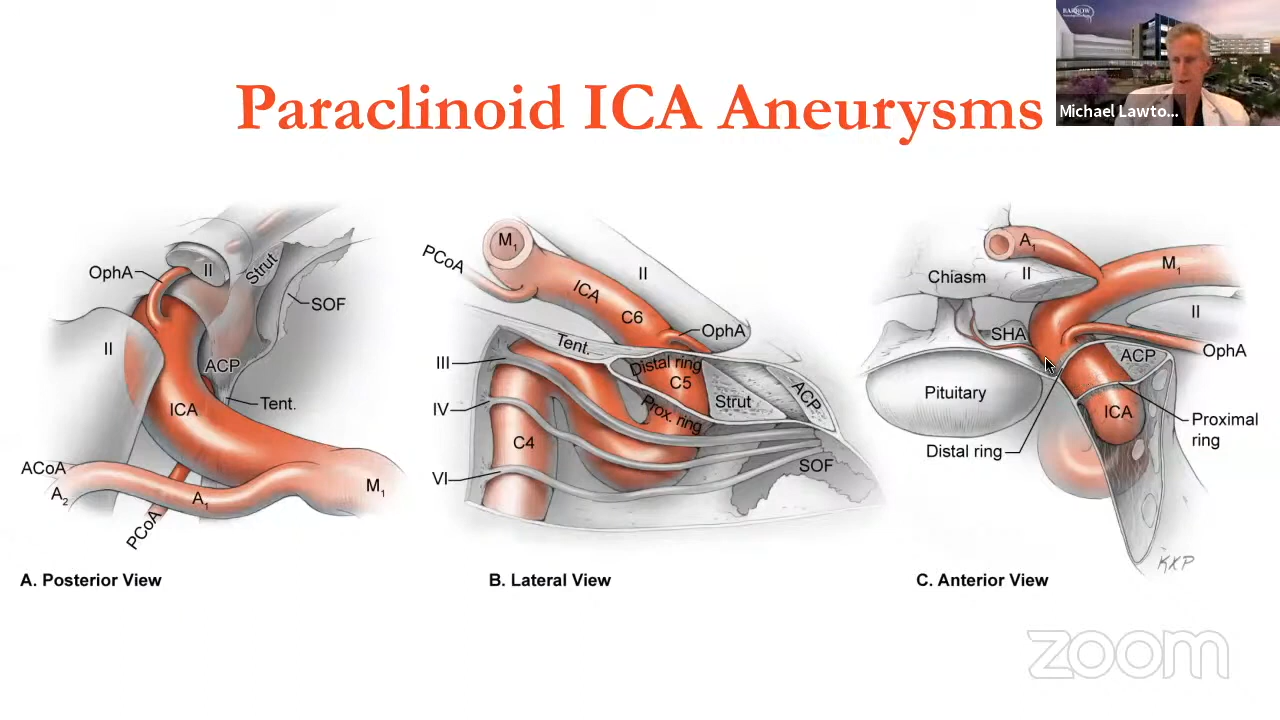 BARROW
Michael Lawto...
Paraclinoid ICA Aneurysms
OphA
II
Strut
SOF
II
ACP
Tent.
ICA
ACoA
A2
A1
M1
PCoA
A. Posterior View
M1
PCoA
II
ICA
C6
OphA
Tent.
III
Distal ring
C5
ACP
Strut
IV
Prox. ring
C4
VI
SOF
B. Lateral View
A1
M1
Chiasm
II
II
SHA
OphA
ACP
Pituitary
ICA
Proximal
ring
Distal ring
KXP
C. Anterior View
zoom